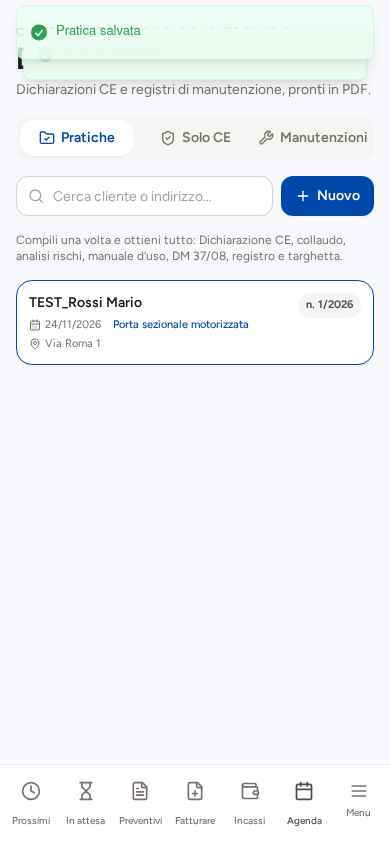 Pratica salvata
Dichiarazioni CE e registri di manutenzione, pronti in PDF.
Pratiche
Solo CE
Manutenzioni
Cerca cliente o indirizzo...
Nuovo
Compili una volta e ottieni tutto: Dichiarazione CE, collaudo,
analisi rischi, manuale d'uso, DM 37/08, registro e targhetta.
TEST_Rossi Mario
n. 1/2026
24/11/2026 Porta sezionale motorizzata
Via Roma 1
Prossimi
In attesa
Preventivi
Fatturare
Incassi
Agenda
Menu